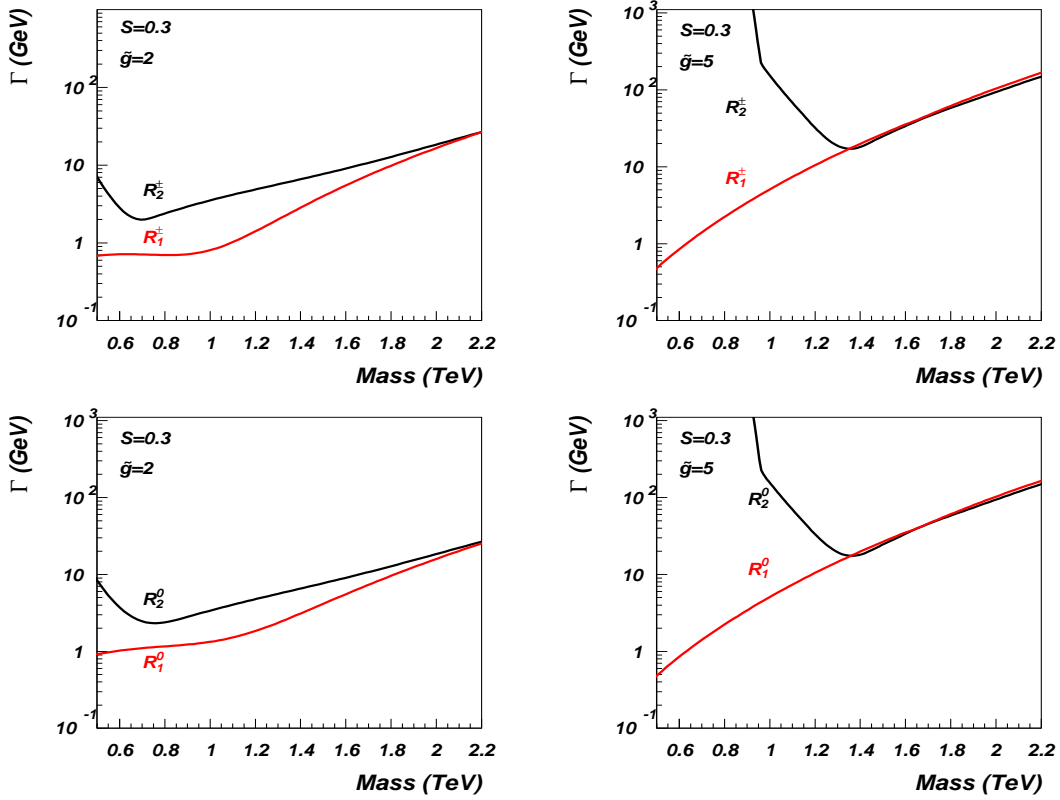 Γ (GeV)
S=0.3
g̃=2
10²
10
1
10⁻¹
R₂±
R₁±
0.6 0.8 1 1.2 1.4 1.6 1.8 2 2.2
Mass (TeV)
Γ (GeV)
10³
S=0.3
g̃=5
10²
10
1
10⁻¹
R₂±
R₁±
0.6 0.8 1 1.2 1.4 1.6 1.8 2 2.2
Mass (TeV)
Γ (GeV)
10³
S=0.3
g̃=2
10²
10
1
10⁻¹
R₂⁰
R₁⁰
0.6 0.8 1 1.2 1.4 1.6 1.8 2 2.2
Mass (TeV)
Γ (GeV)
10³
S=0.3
g̃=5
10²
10
1
10⁻¹
R₂⁰
R₁⁰
0.6 0.8 1 1.2 1.4 1.6 1.8 2 2.2
Mass (TeV)